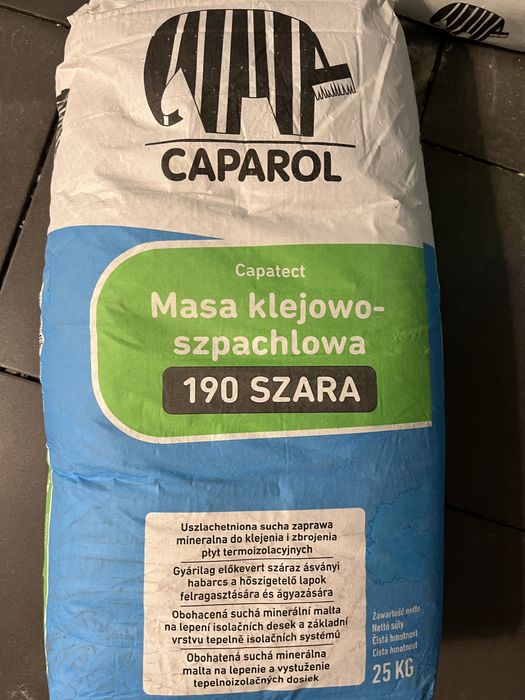 CAPAROL
Capatect
Masa klejowo-
szpachlowa
190 SZARA
Uszlachetniona sucha zaprawa
mineralna do klejenia i zbrojenia
płyt termoizolacyjnych
Gyárilag előkevert száraz ásványi
habarcs a hőszigetelő lapok
felragasztására és ágyazására
Obohacená suchá minerální malta
na lepení isolačních desek a základní
vrstvu tepelně isolačních systémů
Obohatená suchá minerálna
malta na lepenie a vystuženie
tepelnoizolačných dosiek
Zawartość netto
Nettó súly
Čistá hmotnost
Čista hmotnost
25 KG